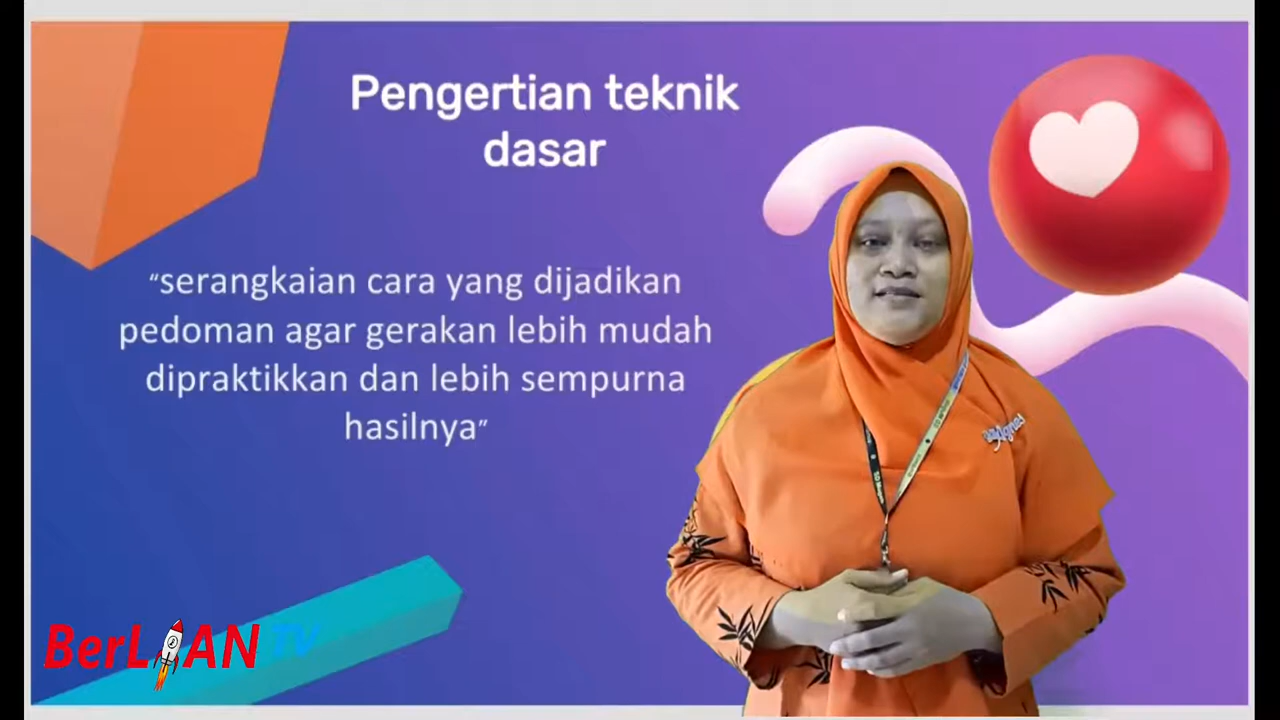 Pengertian teknik
dasar
“serangkaian cara yang dijadikan
pedoman agar gerakan lebih mudah
dipraktikkan dan lebih sempurna
hasilnya”
BerLIAN TV